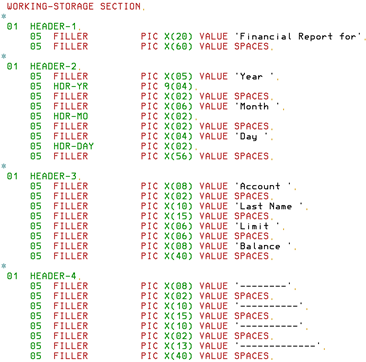 WORKING-STORAGE SECTION.
*
01  HEADER-1.
    05  FILLER         PIC X(20) VALUE 'Financial Report for'.
    05  FILLER         PIC X(60) VALUE SPACES.
*
01  HEADER-2.
    05  FILLER         PIC X(05) VALUE 'Year '.
    05  HDR-YR         PIC 9(04).
    05  FILLER         PIC X(02) VALUE SPACES.
    05  FILLER         PIC X(06) VALUE 'Month '.
    05  HDR-MO         PIC X(02).
    05  FILLER         PIC X(02) VALUE SPACES.
    05  FILLER         PIC X(04) VALUE 'Day '.
    05  HDR-DAY        PIC X(02).
    05  FILLER         PIC X(56) VALUE SPACES.
*
01  HEADER-3.
    05  FILLER         PIC X(08) VALUE 'Account '.
    05  FILLER         PIC X(02) VALUE SPACES.
    05  FILLER         PIC X(10) VALUE 'Last Name '.
    05  FILLER         PIC X(15) VALUE SPACES.
    05  FILLER         PIC X(06) VALUE 'Limit '.
    05  FILLER         PIC X(06) VALUE SPACES.
    05  FILLER         PIC X(08) VALUE 'Balance '.
    05  FILLER         PIC X(40) VALUE SPACES.
*
01  HEADER-4.
    05  FILLER         PIC X(08) VALUE '--------'.
    05  FILLER         PIC X(02) VALUE SPACES.
    05  FILLER         PIC X(10) VALUE '----------'.
    05  FILLER         PIC X(15) VALUE SPACES.
    05  FILLER         PIC X(10) VALUE '----------'.
    05  FILLER         PIC X(02) VALUE SPACES.
    05  FILLER         PIC X(13) VALUE '-------------'.
    05  FILLER         PIC X(40) VALUE SPACES.